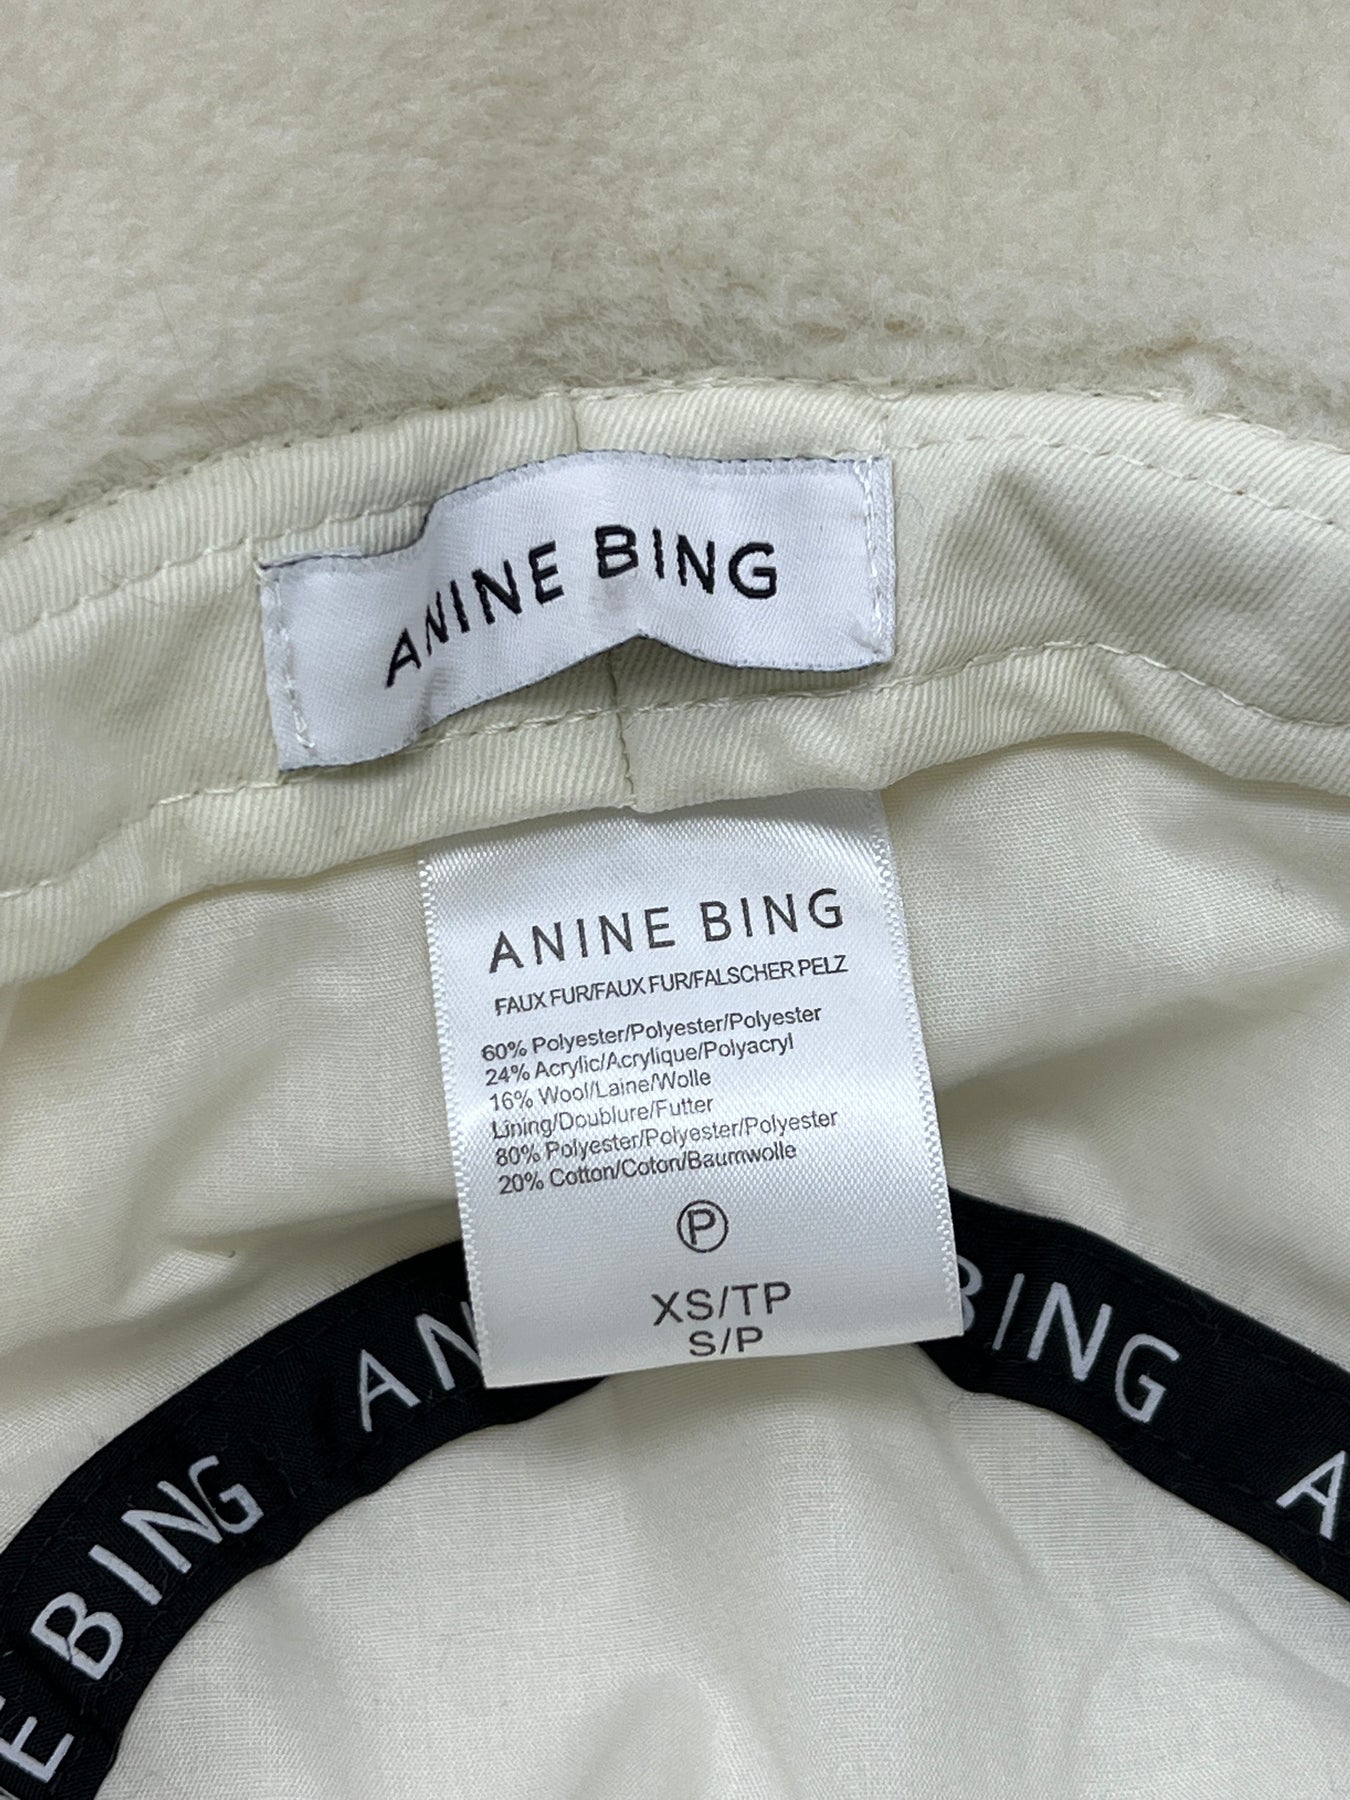 ANINE BING
ANINE BING
FAUX FUR/FAUX FUR/FALSCHER PELZ
60% Polyester/Polyester/Polyester
24% Acrylic/Acrylique/Polyacryl
16% Wool/Laine/Wolle
Lining/Doublure/Futter
80% Polyester/Polyester/Polyester
20% Cotton/Coton/Baumwolle
P
XS/TP
S/P
E BING AN BING A